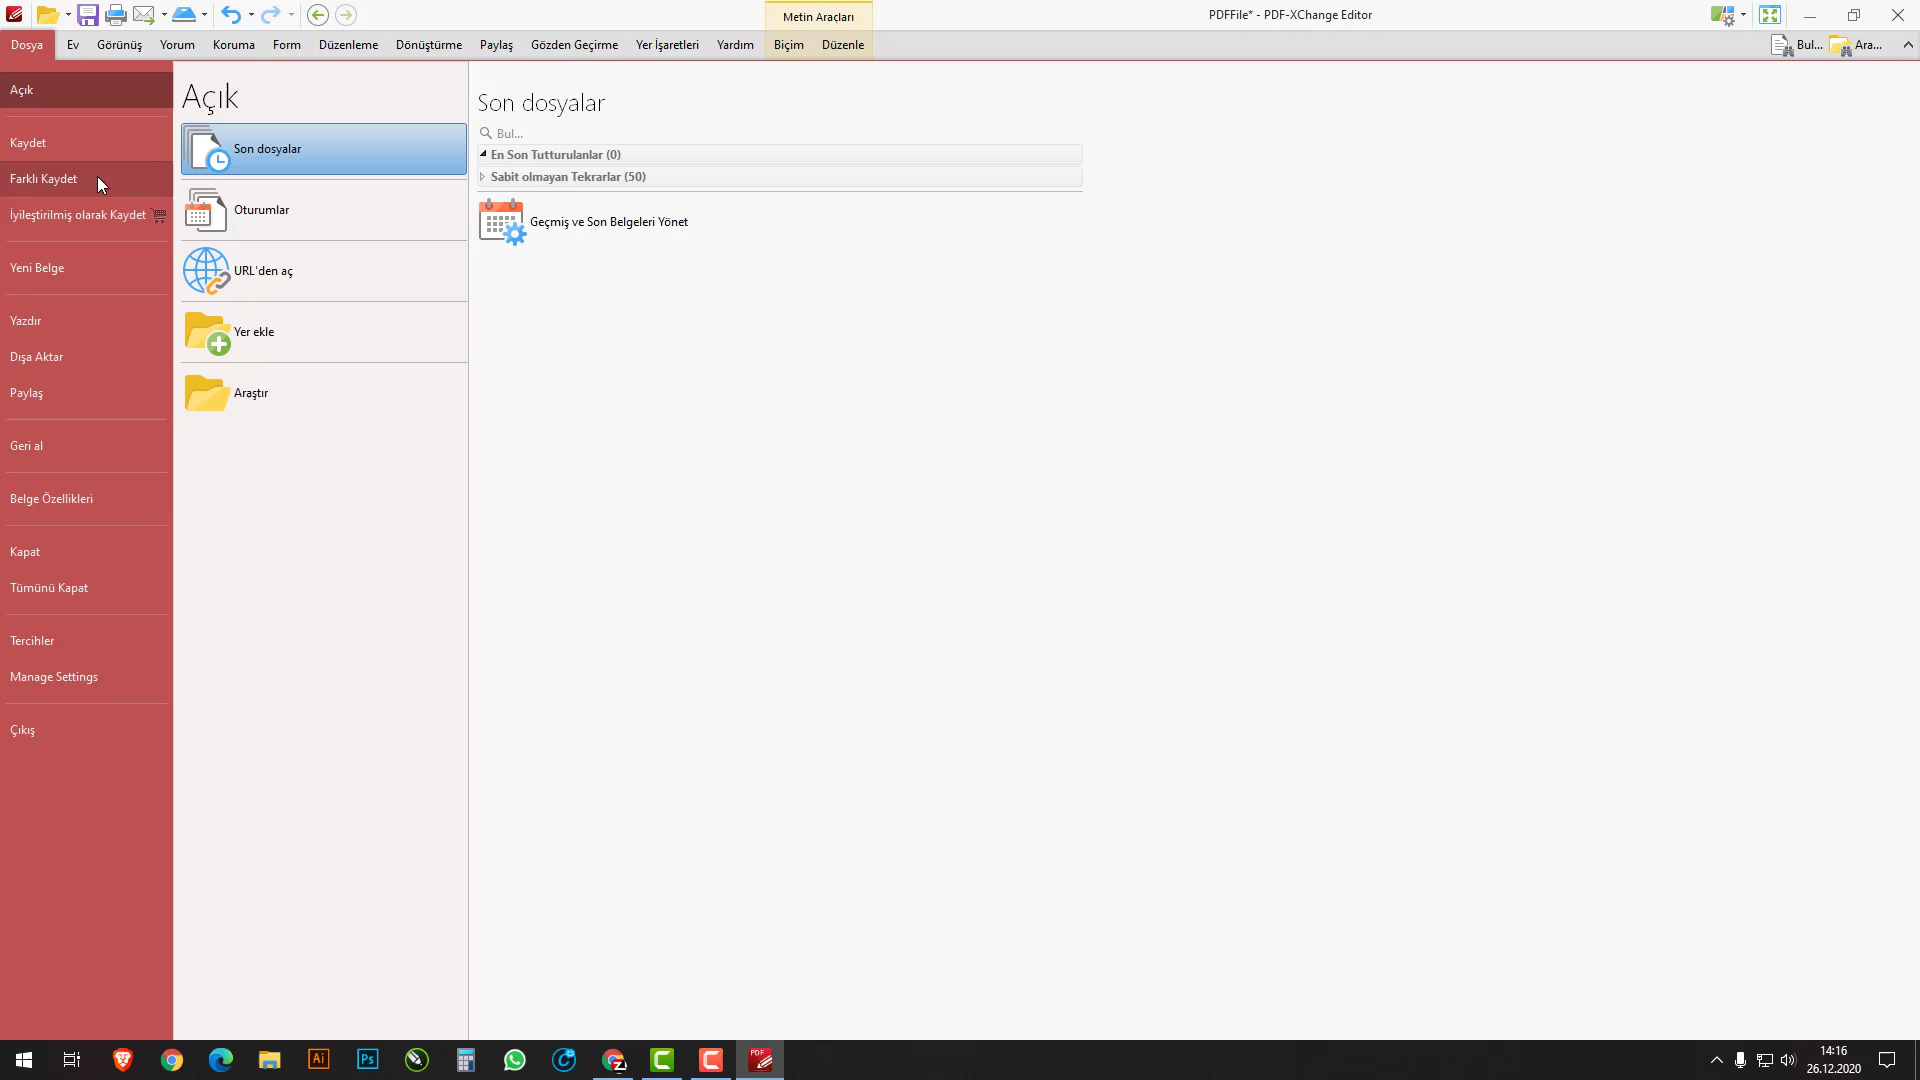 Metin Araçları
PDFFile* - PDF-XChange Editor
Dosya Ev Görünüş Yorum Koruma Form Düzenleme Dönüştürme Paylaş Gözden Geçirme Yer İşaretleri Yardım Biçim Düzenle Bul... Ara...
Açık
Kaydet
Farklı Kaydet
İyileştirilmiş olarak Kaydet
Yeni Belge
Yazdır
Dışa Aktar
Paylaş
Geri al
Belge Özellikleri
Kapat
Tümünü Kapat
Tercihler
Manage Settings
Çıkış
Açık
Son dosyalar
Oturumlar
URL'den aç
Yer ekle
Araştır
Son dosyalar
Bul...
En Son Tutturulanlar (0)
Sabit olmayan Tekrarlar (50)
Geçmiş ve Son Belgeleri Yönet
Ai
Ps
PDF
14:16
26.12.2020